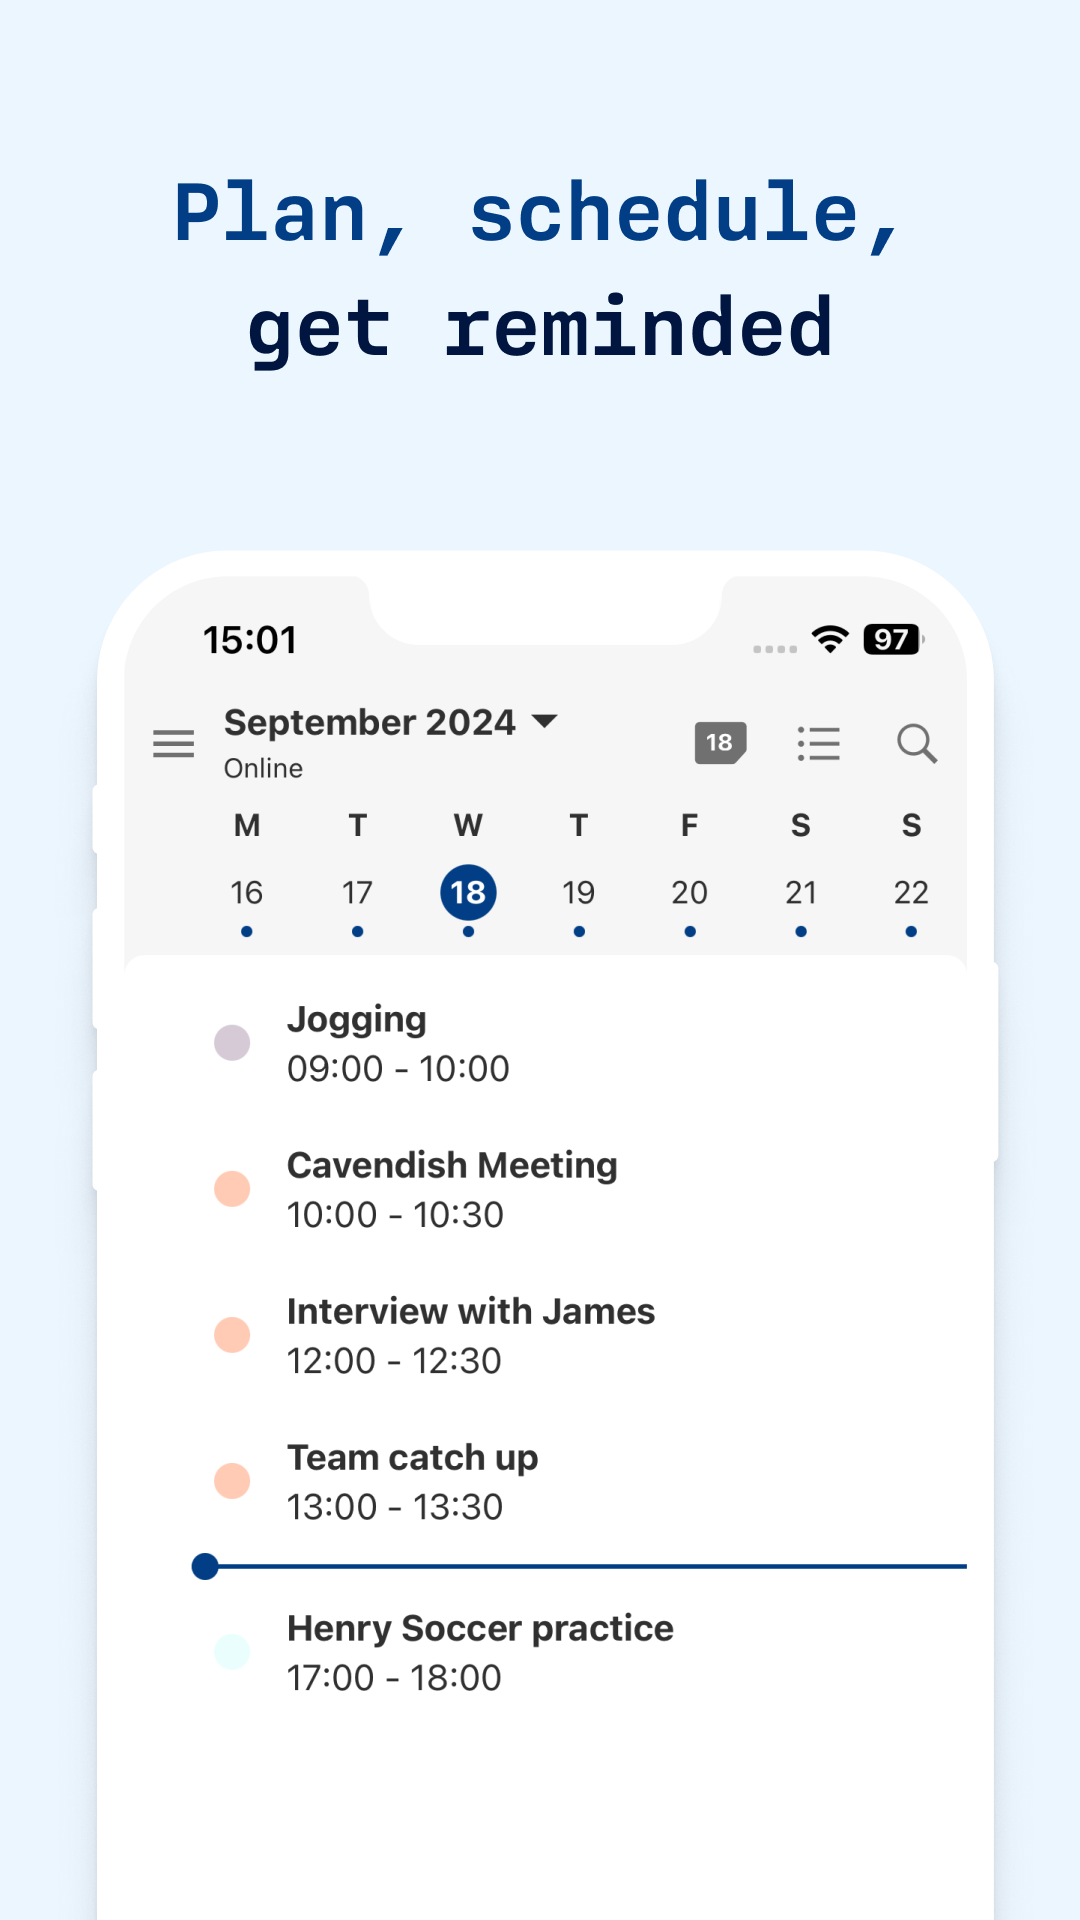 Plan, schedule,
get reminded
15:01
97
September 2024
Online
18
M T W T F S S
16 17 18 19 20 21 22
Jogging
09:00 - 10:00
Cavendish Meeting
10:00 - 10:30
Interview with James
12:00 - 12:30
Team catch up
13:00 - 13:30
Henry Soccer practice
17:00 - 18:00